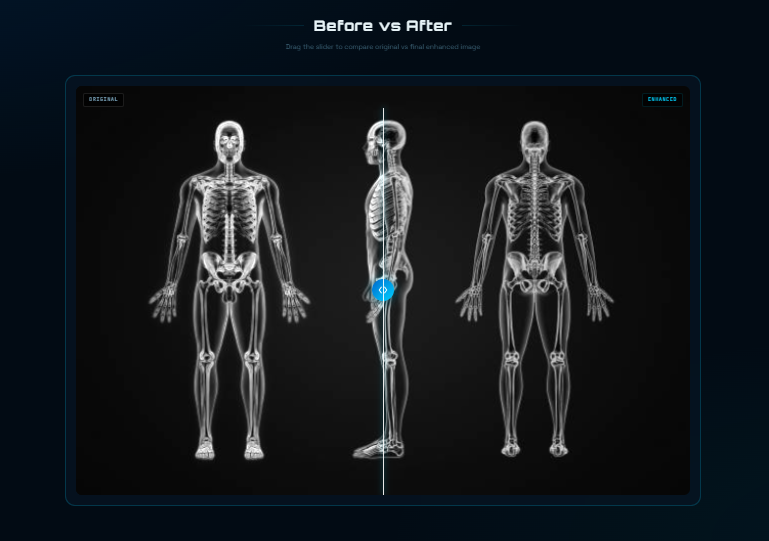 Before vs After
Drag the slider to compare original vs final enhanced image
ORIGINAL
ENHANCED